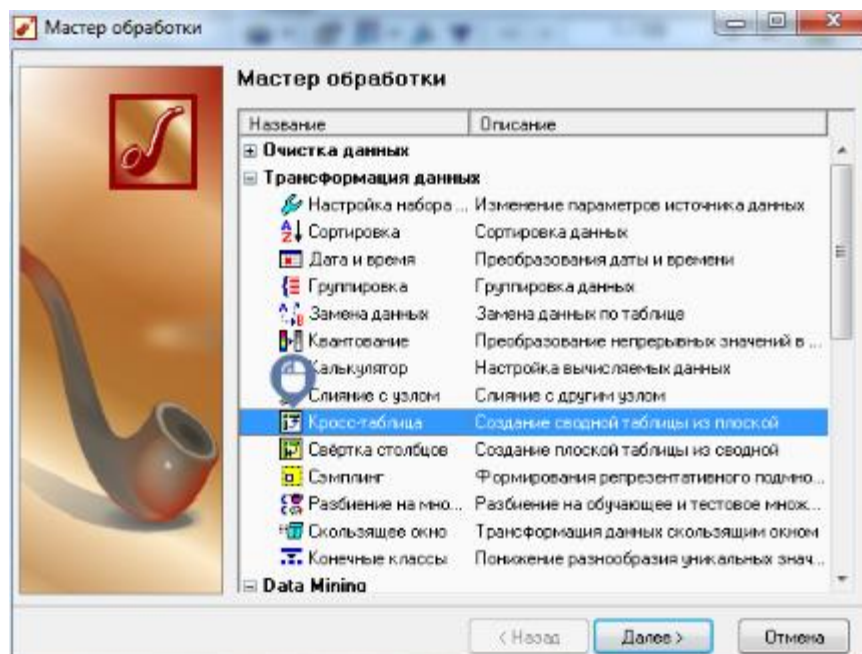 Мастер обработки
Мастер обработки
Название Описание
Очистка данных
Трансформация данных
Настройка набора ... Изменение параметров источника данных
Сортировка Сортировка данных
Дата и время Преобразования даты и времени
Группировка Группировка данных
Замена данных Замена данных по таблице
Квантование Преобразование непрерывных значений в ...
Калькулятор Настройка вычисляемых данных
Слияние с узлом Слияние с другим узлом
Кросс-таблица Создание сводной таблицы из плоской
Свёртка столбцов Создание плоской таблицы из сводной
Сэмплинг Формирования репрезентативного подмно...
Разбиение на мно... Разбиение на обучающее и тестовое множ...
Скользящее окно Трансформация данных скользящим окном
Конечные классы Понижение разнообразия уникальных знач...
Data Mining
< Назад Далее > Отмена